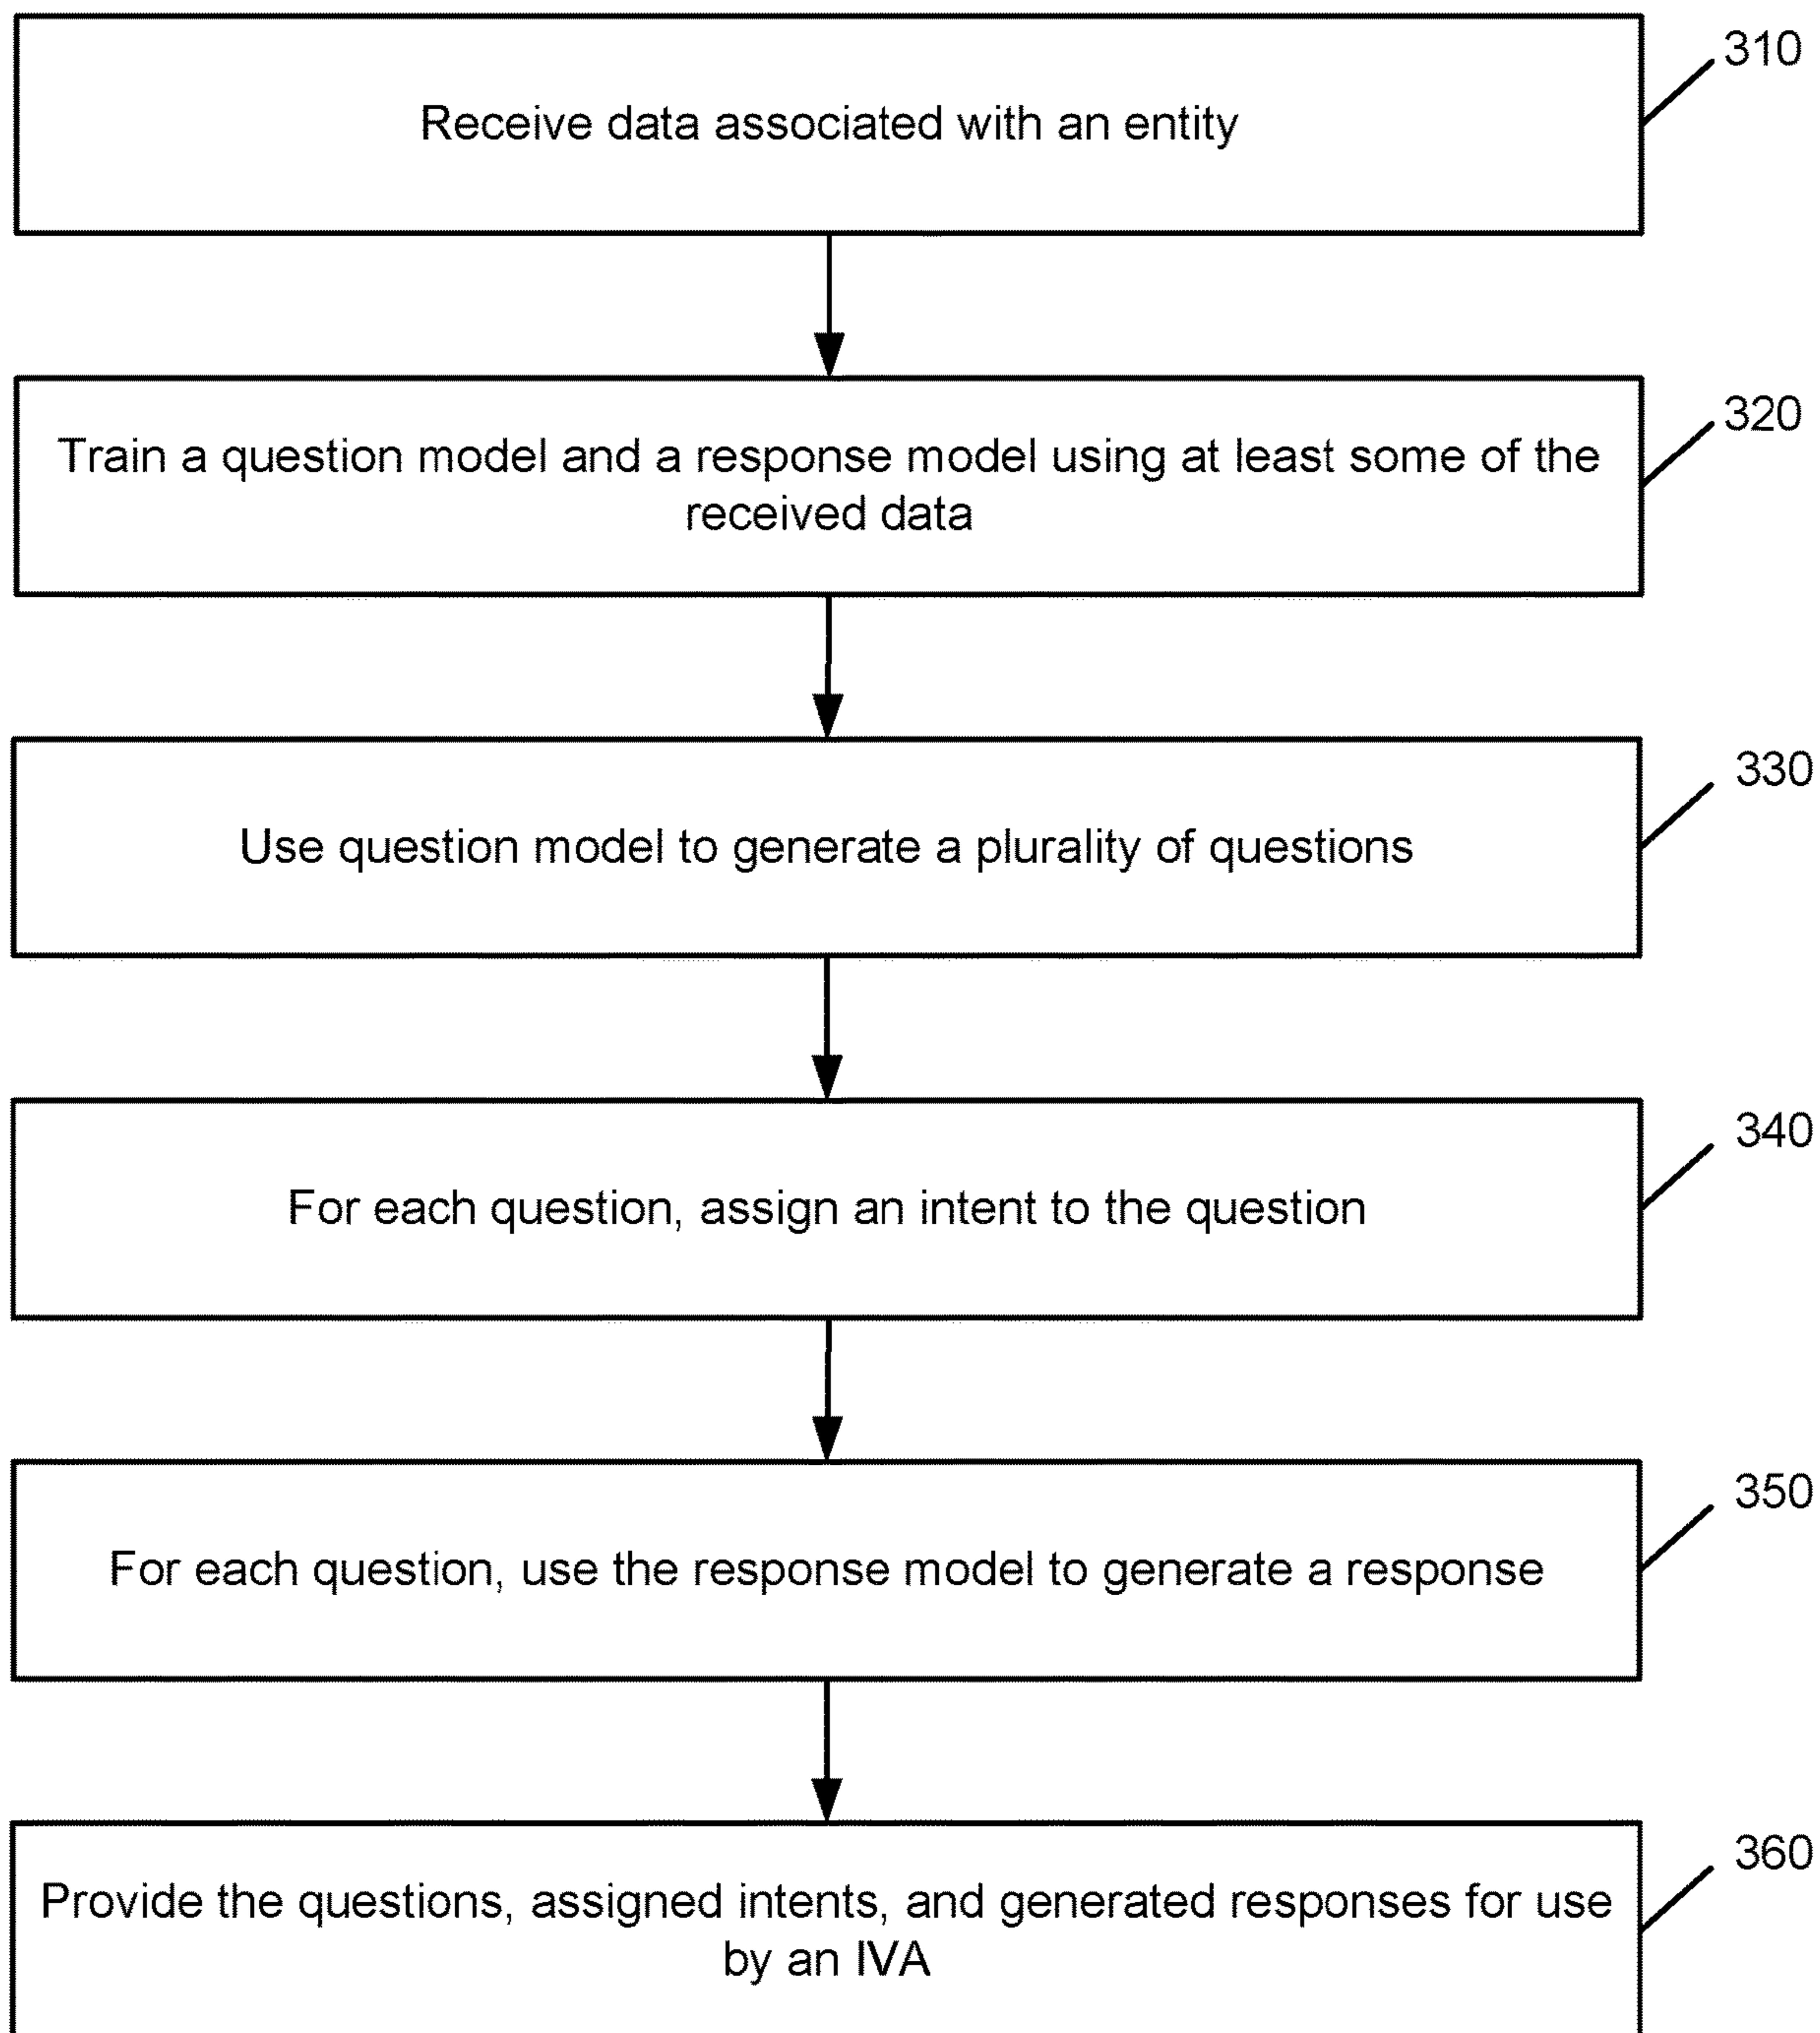 310
Receive data associated with an entity
320
Train a question model and a response model using at least some of the
received data
330
Use question model to generate a plurality of questions
340
For each question, assign an intent to the question
350
For each question, use the response model to generate a response
360
Provide the questions, assigned intents, and generated responses for use
by an IVA